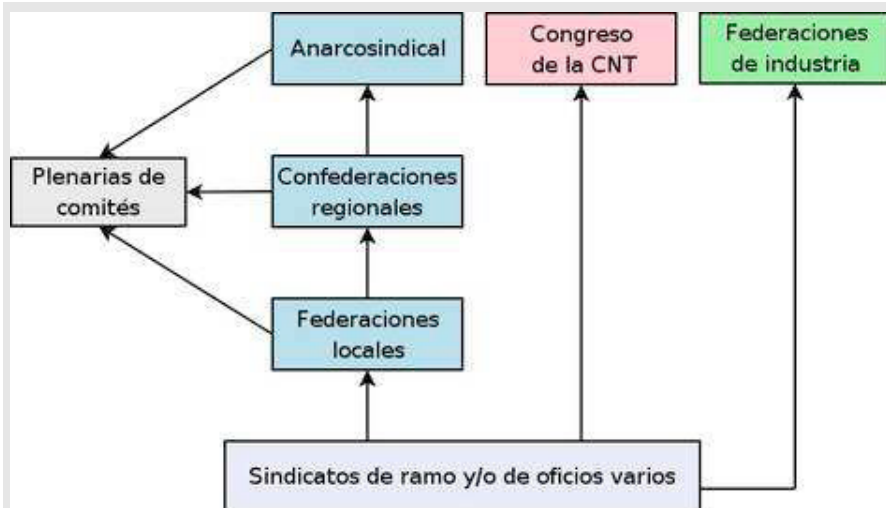 Anarcosindical
Congreso
de la CNT
Federaciones
de industria
Plenarias de
comités
Confederaciones
regionales
Federaciones
locales
Sindicatos de ramo y/o de oficios varios